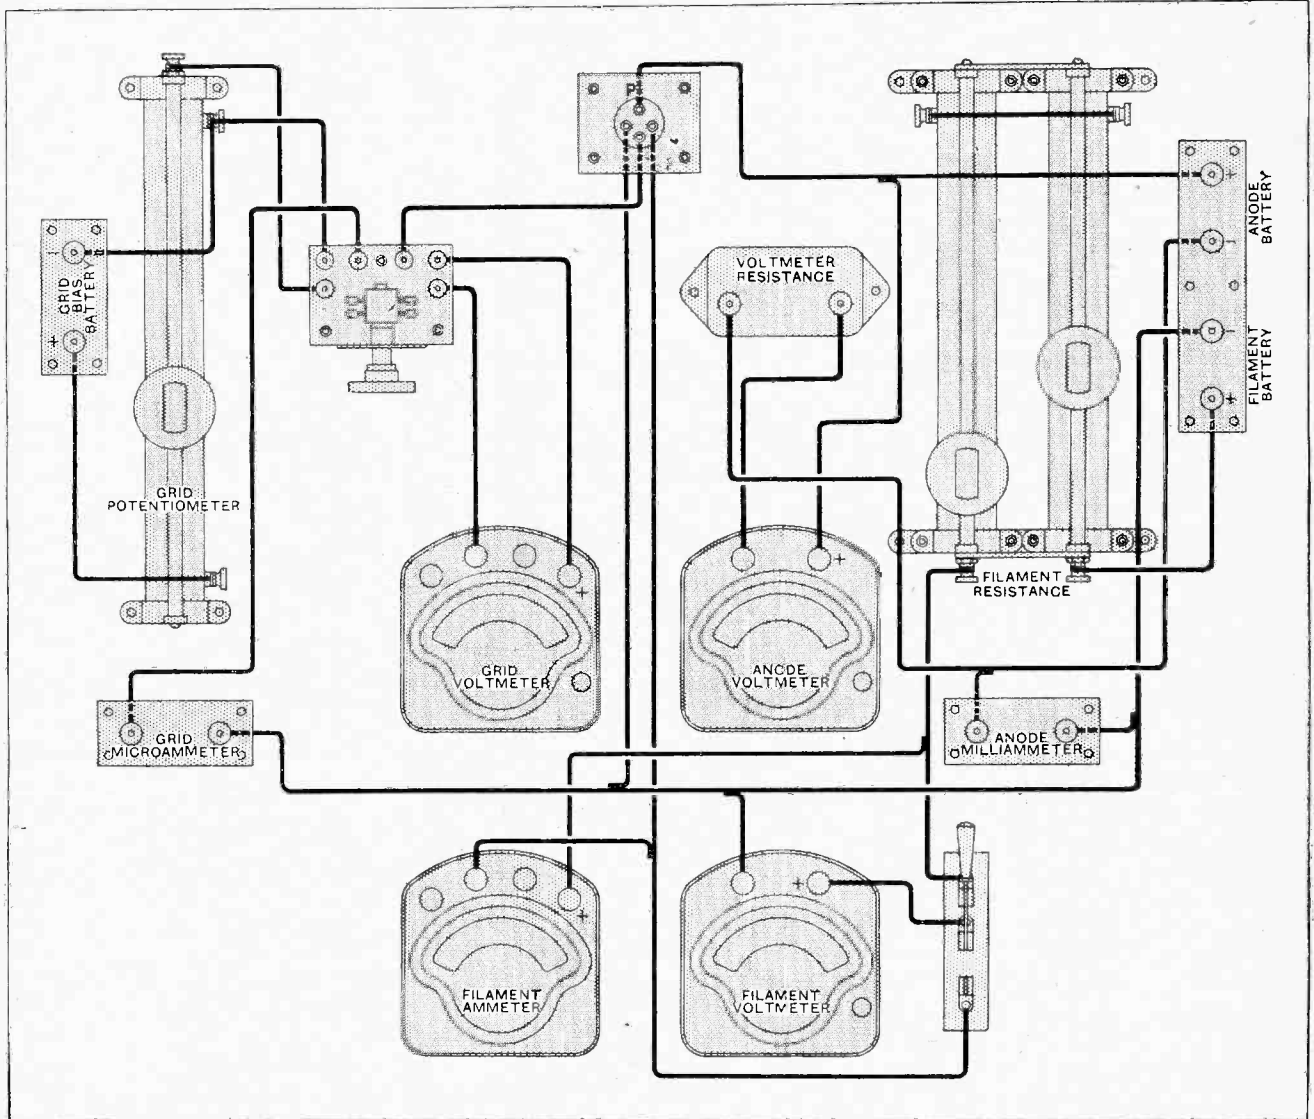 P
+
ANODE
BATTERY
−
GRID
BIAS
BATTERY
−
+
VOLTMETER
RESISTANCE
−
FILAMENT
BATTERY
+
GRID
POTENTIOMETER
+
+
FILAMENT
RESISTANCE
GRID
VOLTMETER
ANODE
VOLTMETER
GRID
MICROAMMETER
ANODE
MILLIAMMETER
+
+
FILAMENT
AMMETER
FILAMENT
VOLTMETER